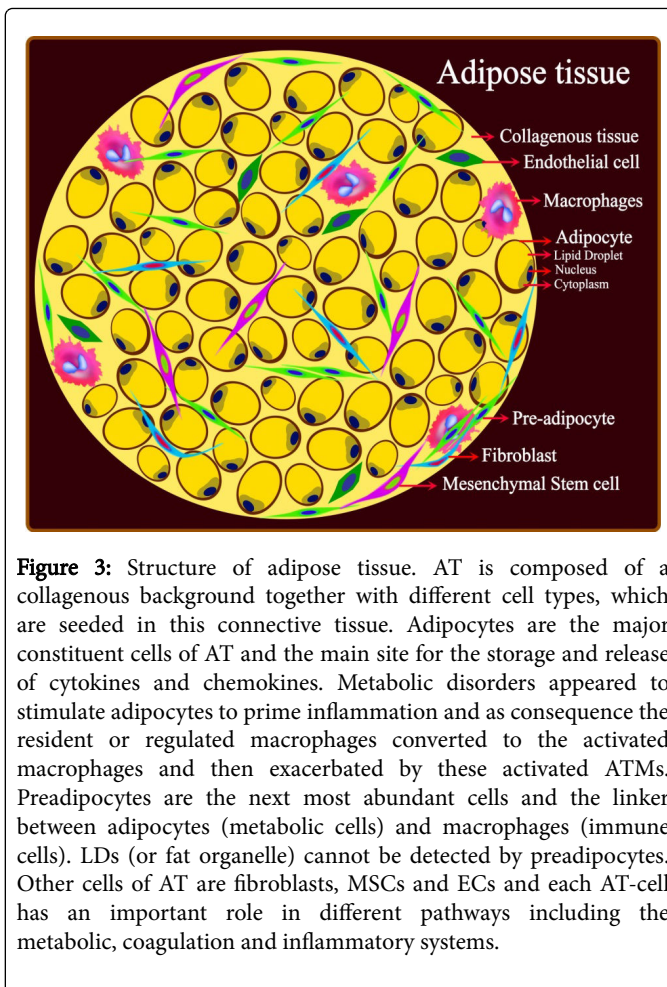 Adipose tissue
Collagenous tissue
Endothelial cell
Macrophages
Adipocyte
Lipid Droplet
Nucleus
Cytoplasm
Pre-adipocyte
Fibroblast
Mesenchymal Stem cell
Figure 3: Structure of adipose tissue. AT is composed of a
collagenous background together with different cell types, which
are seeded in this connective tissue. Adipocytes are the major
constituent cells of AT and the main site for the storage and release
of cytokines and chemokines. Metabolic disorders appeared to
stimulate adipocytes to prime inflammation and as consequence the
resident or regulated macrophages converted to the activated
macrophages and then exacerbated by these activated ATMs.
Preadipocytes are the next most abundant cells and the linker
between adipocytes (metabolic cells) and macrophages (immune
cells). LDs (or fat organelle) cannot be detected by preadipocytes.
Other cells of AT are fibroblasts, MSCs and ECs and each AT-cell
has an important role in different pathways including the
metabolic, coagulation and inflammatory systems.